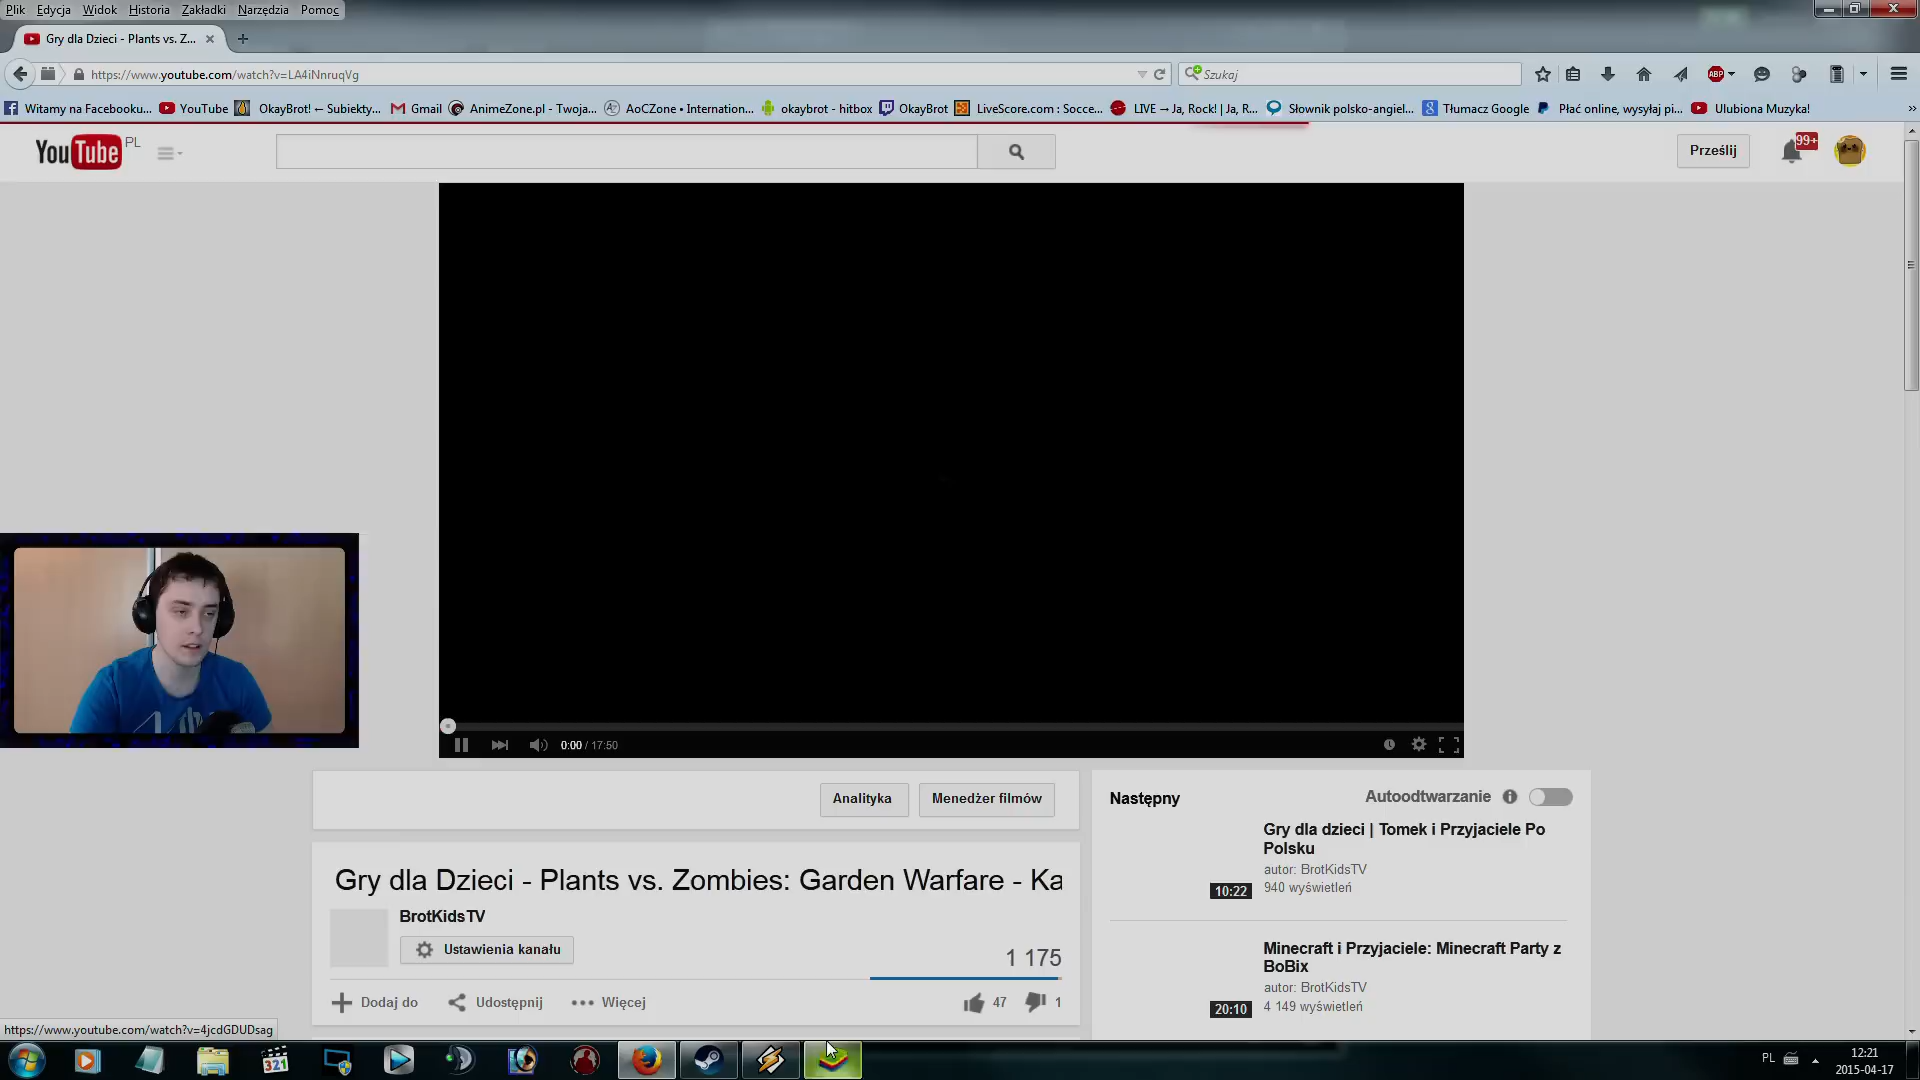 Plik Edycja Widok Historia Zakładki Narzędzia Pomoc
Gry dla Dzieci - Plants vs. Z...
https://www.youtube.com/watch?v=LA4iNnruqVg
Szukaj
ABP
Witamy na Facebooku... YouTube OkayBrot! ← Subiekty... Gmail AnimeZone.pl - Twoja... AoCZone • Internation... okaybrot - hitbox OkayBrot LiveScore.com : Socce... LIVE → Ja, Rock! | Ja, R... Słownik polsko-angiel... Tłumacz Google Płać online, wysyłaj pi... Ulubiona Muzyka! »
YouTube PL
Prześlij
99+
0:00 / 17:50
Analityka
Menedżer filmów
Gry dla Dzieci - Plants vs. Zombies: Garden Warfare - Ka
BrotKidsTV
Ustawienia kanału
1 175
Dodaj do
Udostępnij
Więcej
47
1
Następny
Autoodtwarzanie
Gry dla dzieci | Tomek i Przyjaciele Po
Polsku
autor: BrotKidsTV
940 wyświetleń
10:22
Minecraft i Przyjaciele: Minecraft Party z
BoBix
autor: BrotKidsTV
4 149 wyświetleń
20:10
https://www.youtube.com/watch?v=4jcdGDUDsag
321
PL
12:21
2015-04-17